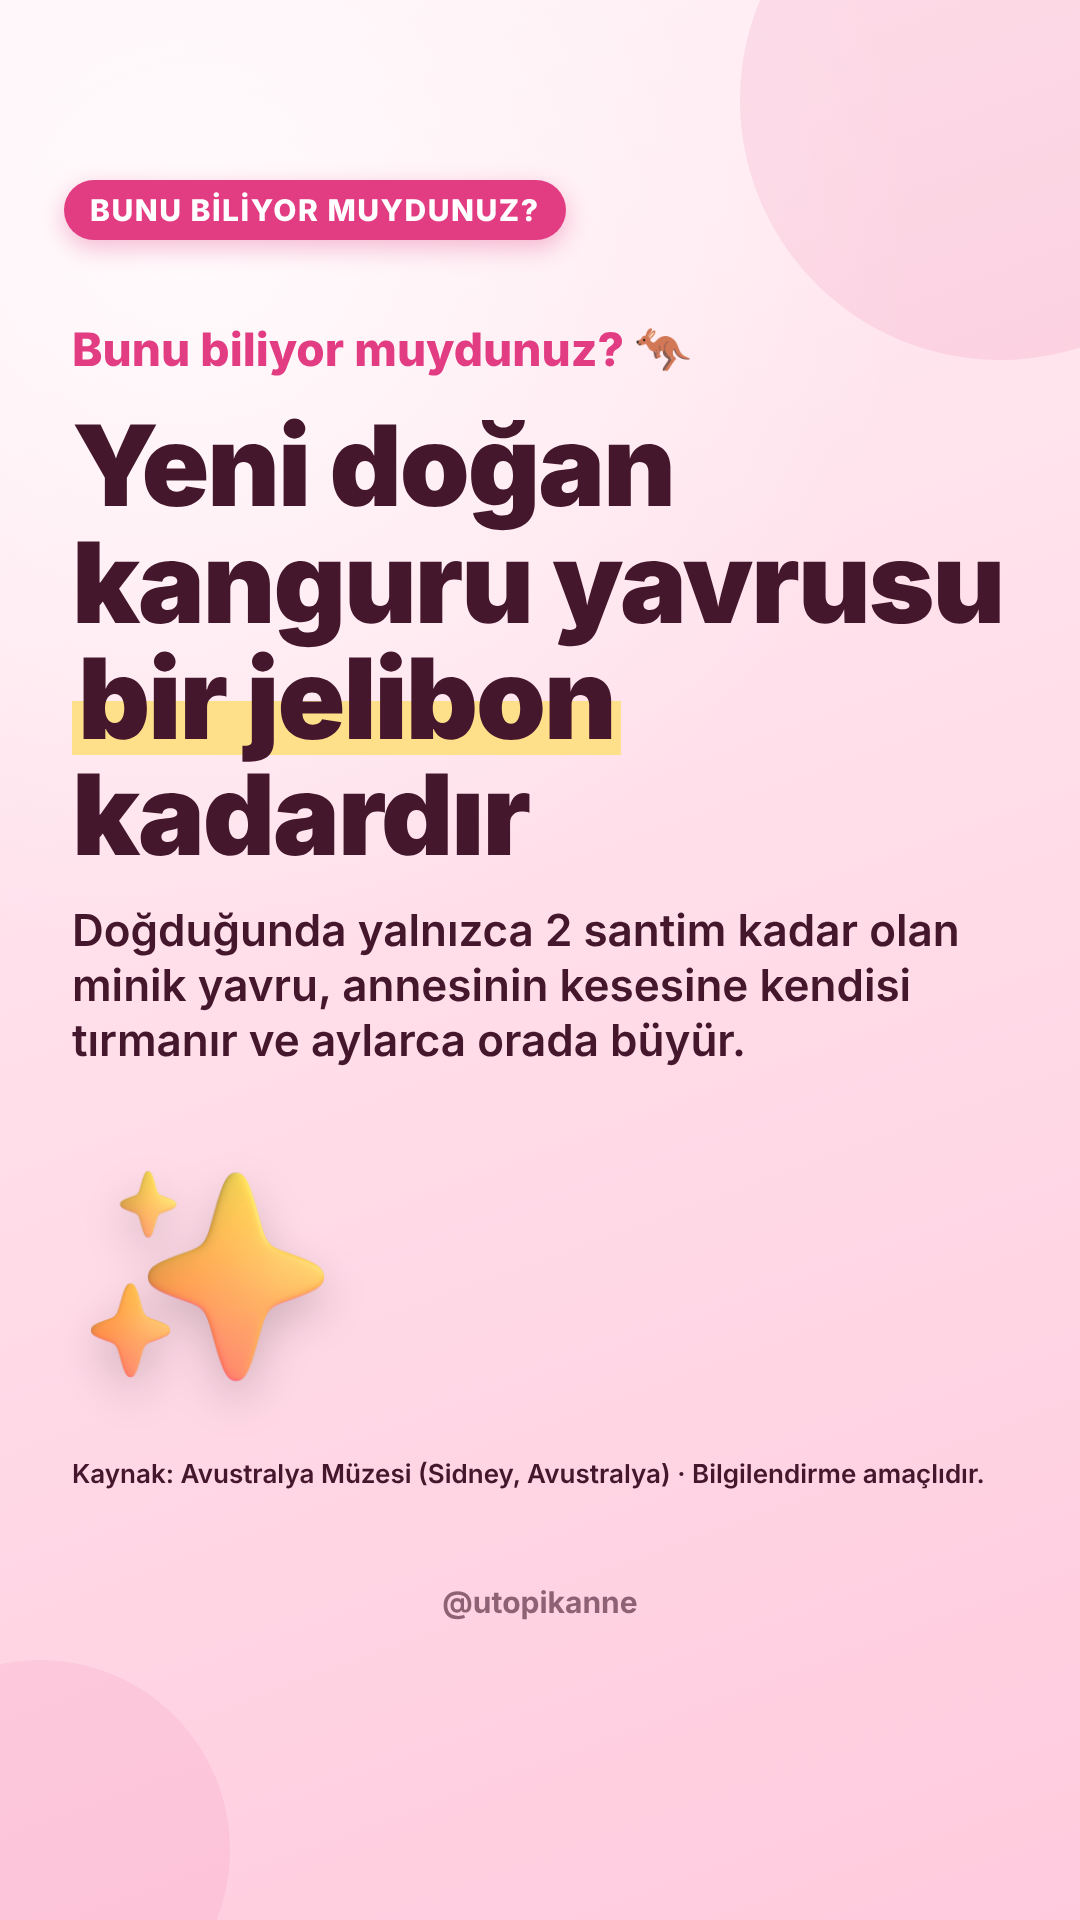 BUNU BİLİYOR MUYDUNUZ?
Bunu biliyor muydunuz? 🦘
Yeni doğan
kanguru yavrusu
bir jelibon
kadardır
Doğduğunda yalnızca 2 santim kadar olan
minik yavru, annesinin kesesine kendisi
tırmanır ve aylarca orada büyür.
Kaynak: Avustralya Müzesi (Sidney, Avustralya) · Bilgilendirme amaçlıdır.
@utopikanne